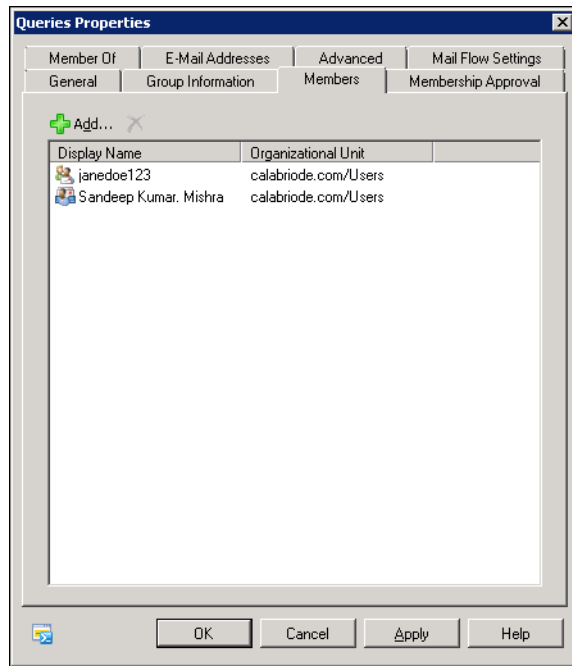 Queries Properties
Member Of E-Mail Addresses Advanced Mail Flow Settings
General Group Information Members Membership Approval
Add...
Display Name Organizational Unit
janedoe123 calabriode.com/Users
Sandeep Kumar. Mishra calabriode.com/Users
OK Cancel Apply Help